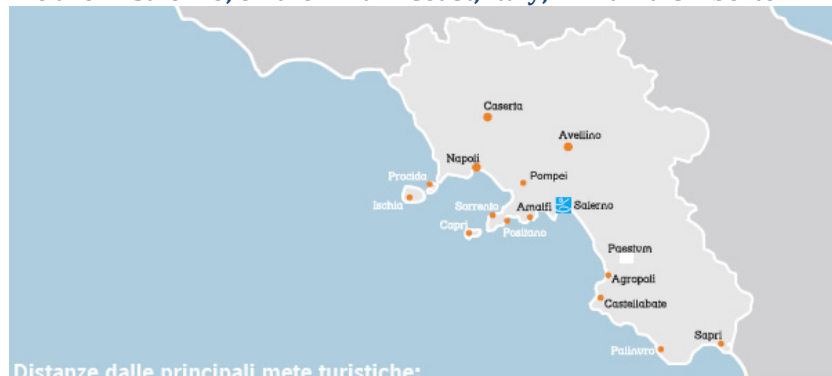 Caserta
Avellino
Napoli
Pompei
Procida
Ischia
Sorrento
Amalfi
Salerno
Capri
Positano
Paestum
Agropoli
Castellabate
Sapri
Palinuro
Distanze dalle principali mete turistiche: